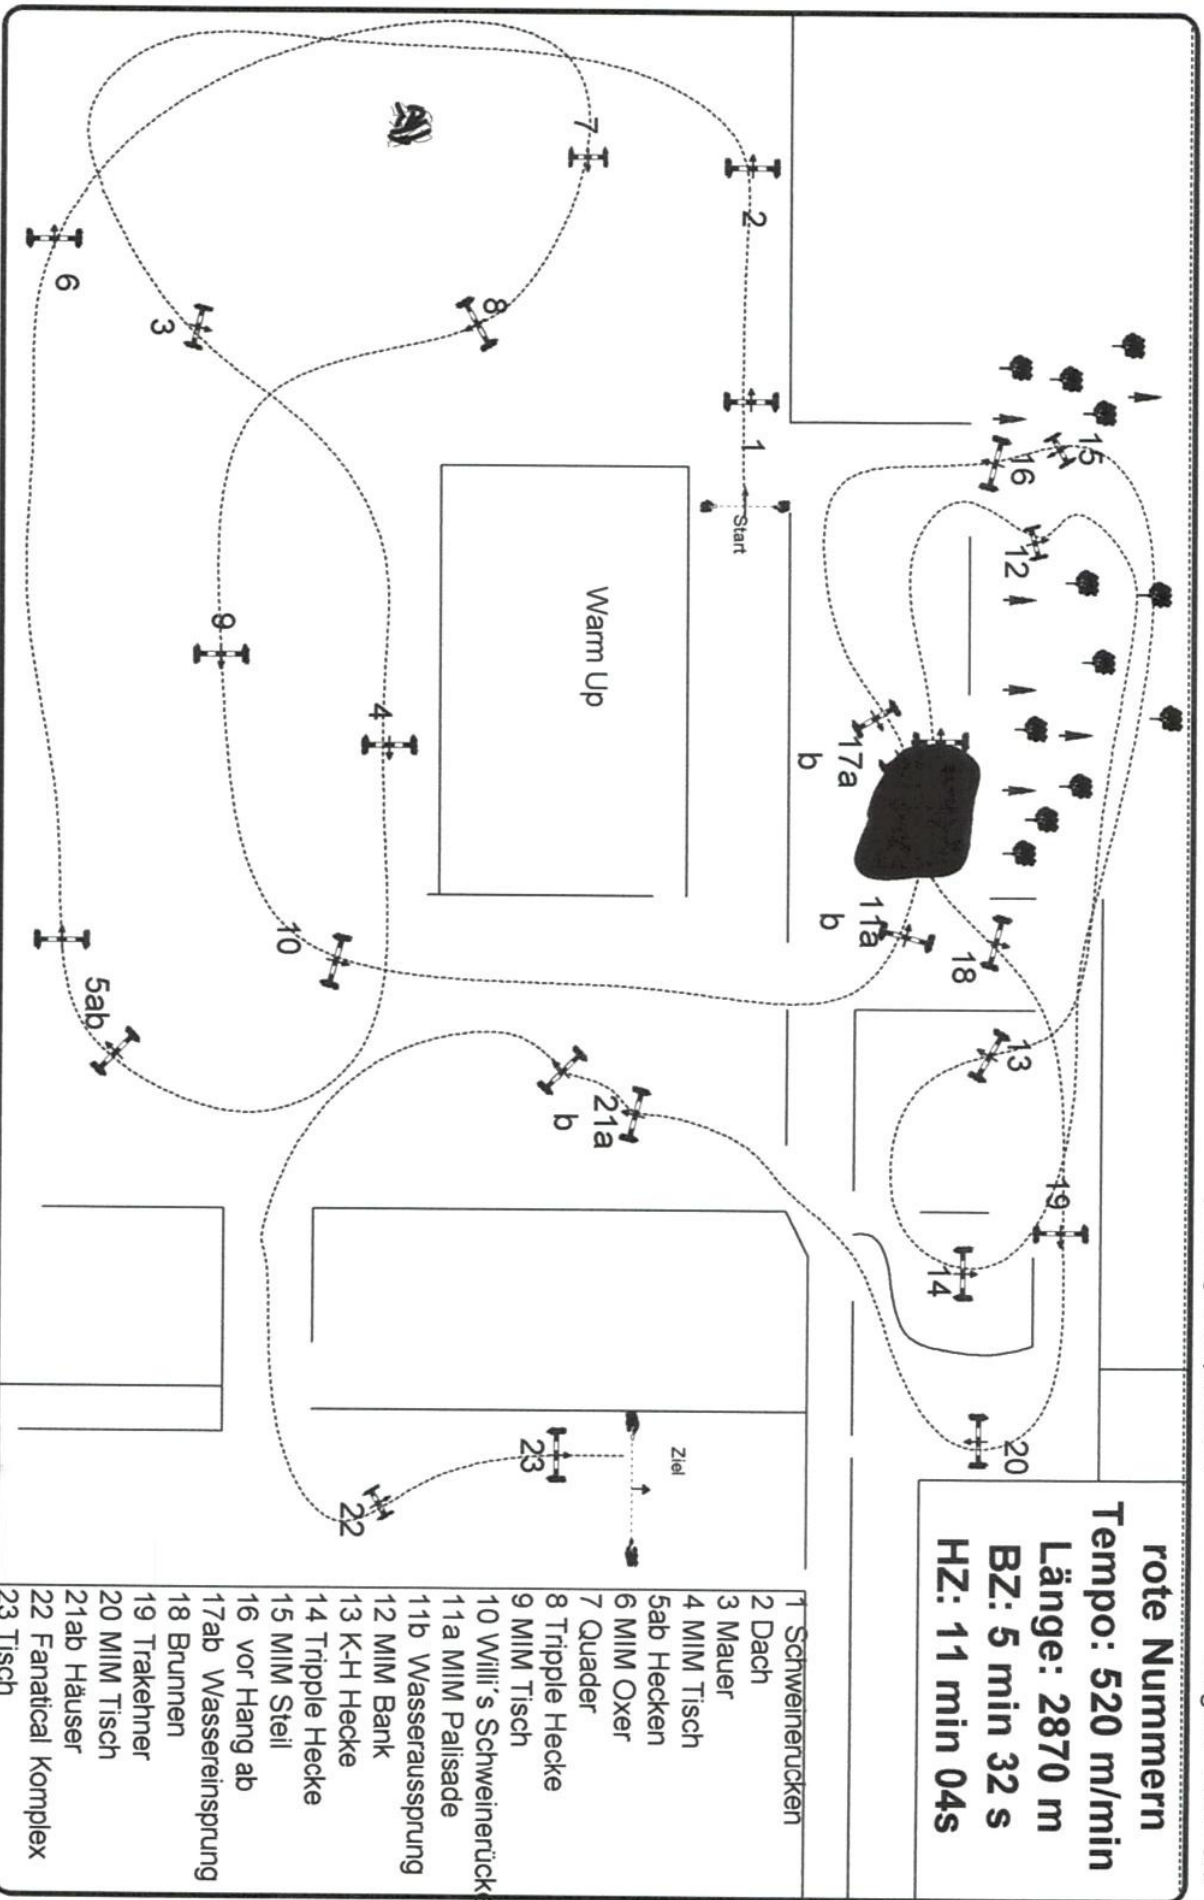 rote Nummern
Tempo: 520 m/min
Länge: 2870 m
BZ: 5 min 32 s
HZ: 11 min 04s
1 Schweinerücken
2 Dach
3 Mauer
4 MIM Tisch
5ab Hecken
6 MIM Oxer
7 Quader
8 Tripple Hecke
9 MIM Tisch
10 Willi´s Schweinerück
11a MIM Palisade
11b Wasseraussprung
12 MIM Bank
13 K-H Hecke
14 Tripple Hecke
15 MIM Steil
16 vor Hang ab
17ab Wassereinsprung
18 Brunnen
19 Trakehner
20 MIM Tisch
21ab Häuser
22 Fanatical Komplex
23 Tisch
15
16
12
17a
b
11a
b
18
13
19
14
20
2
1
Start
Warm Up
7
8
6
3
9
4
10
5ab
21a
b
Ziel
23
22